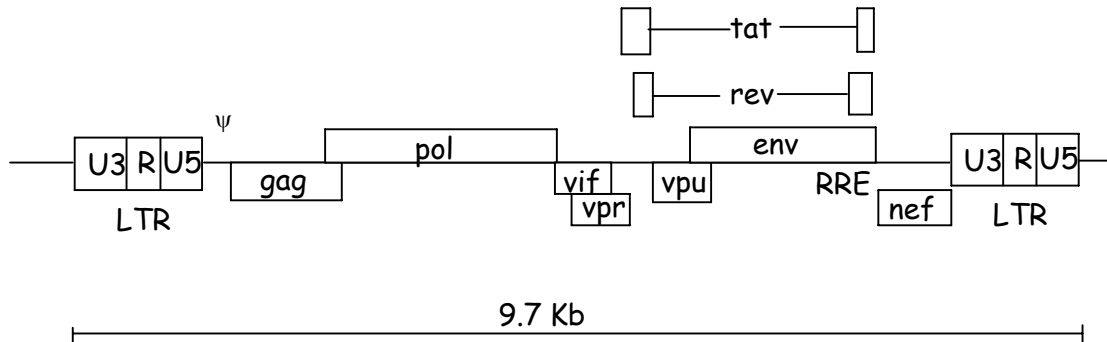 tat
rev
ψ
U3 R U5 pol env U3 R U5
gag vif vpu RRE
vpr nef
LTR LTR
9.7 Kb